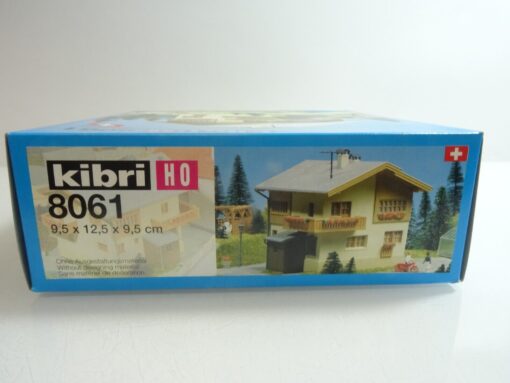 kibri HO
8061
9,5 x 12,5 x 9,5 cm
Ohne Ausgestaltungsmaterial
Without designing material
Sans matériel de décoration.